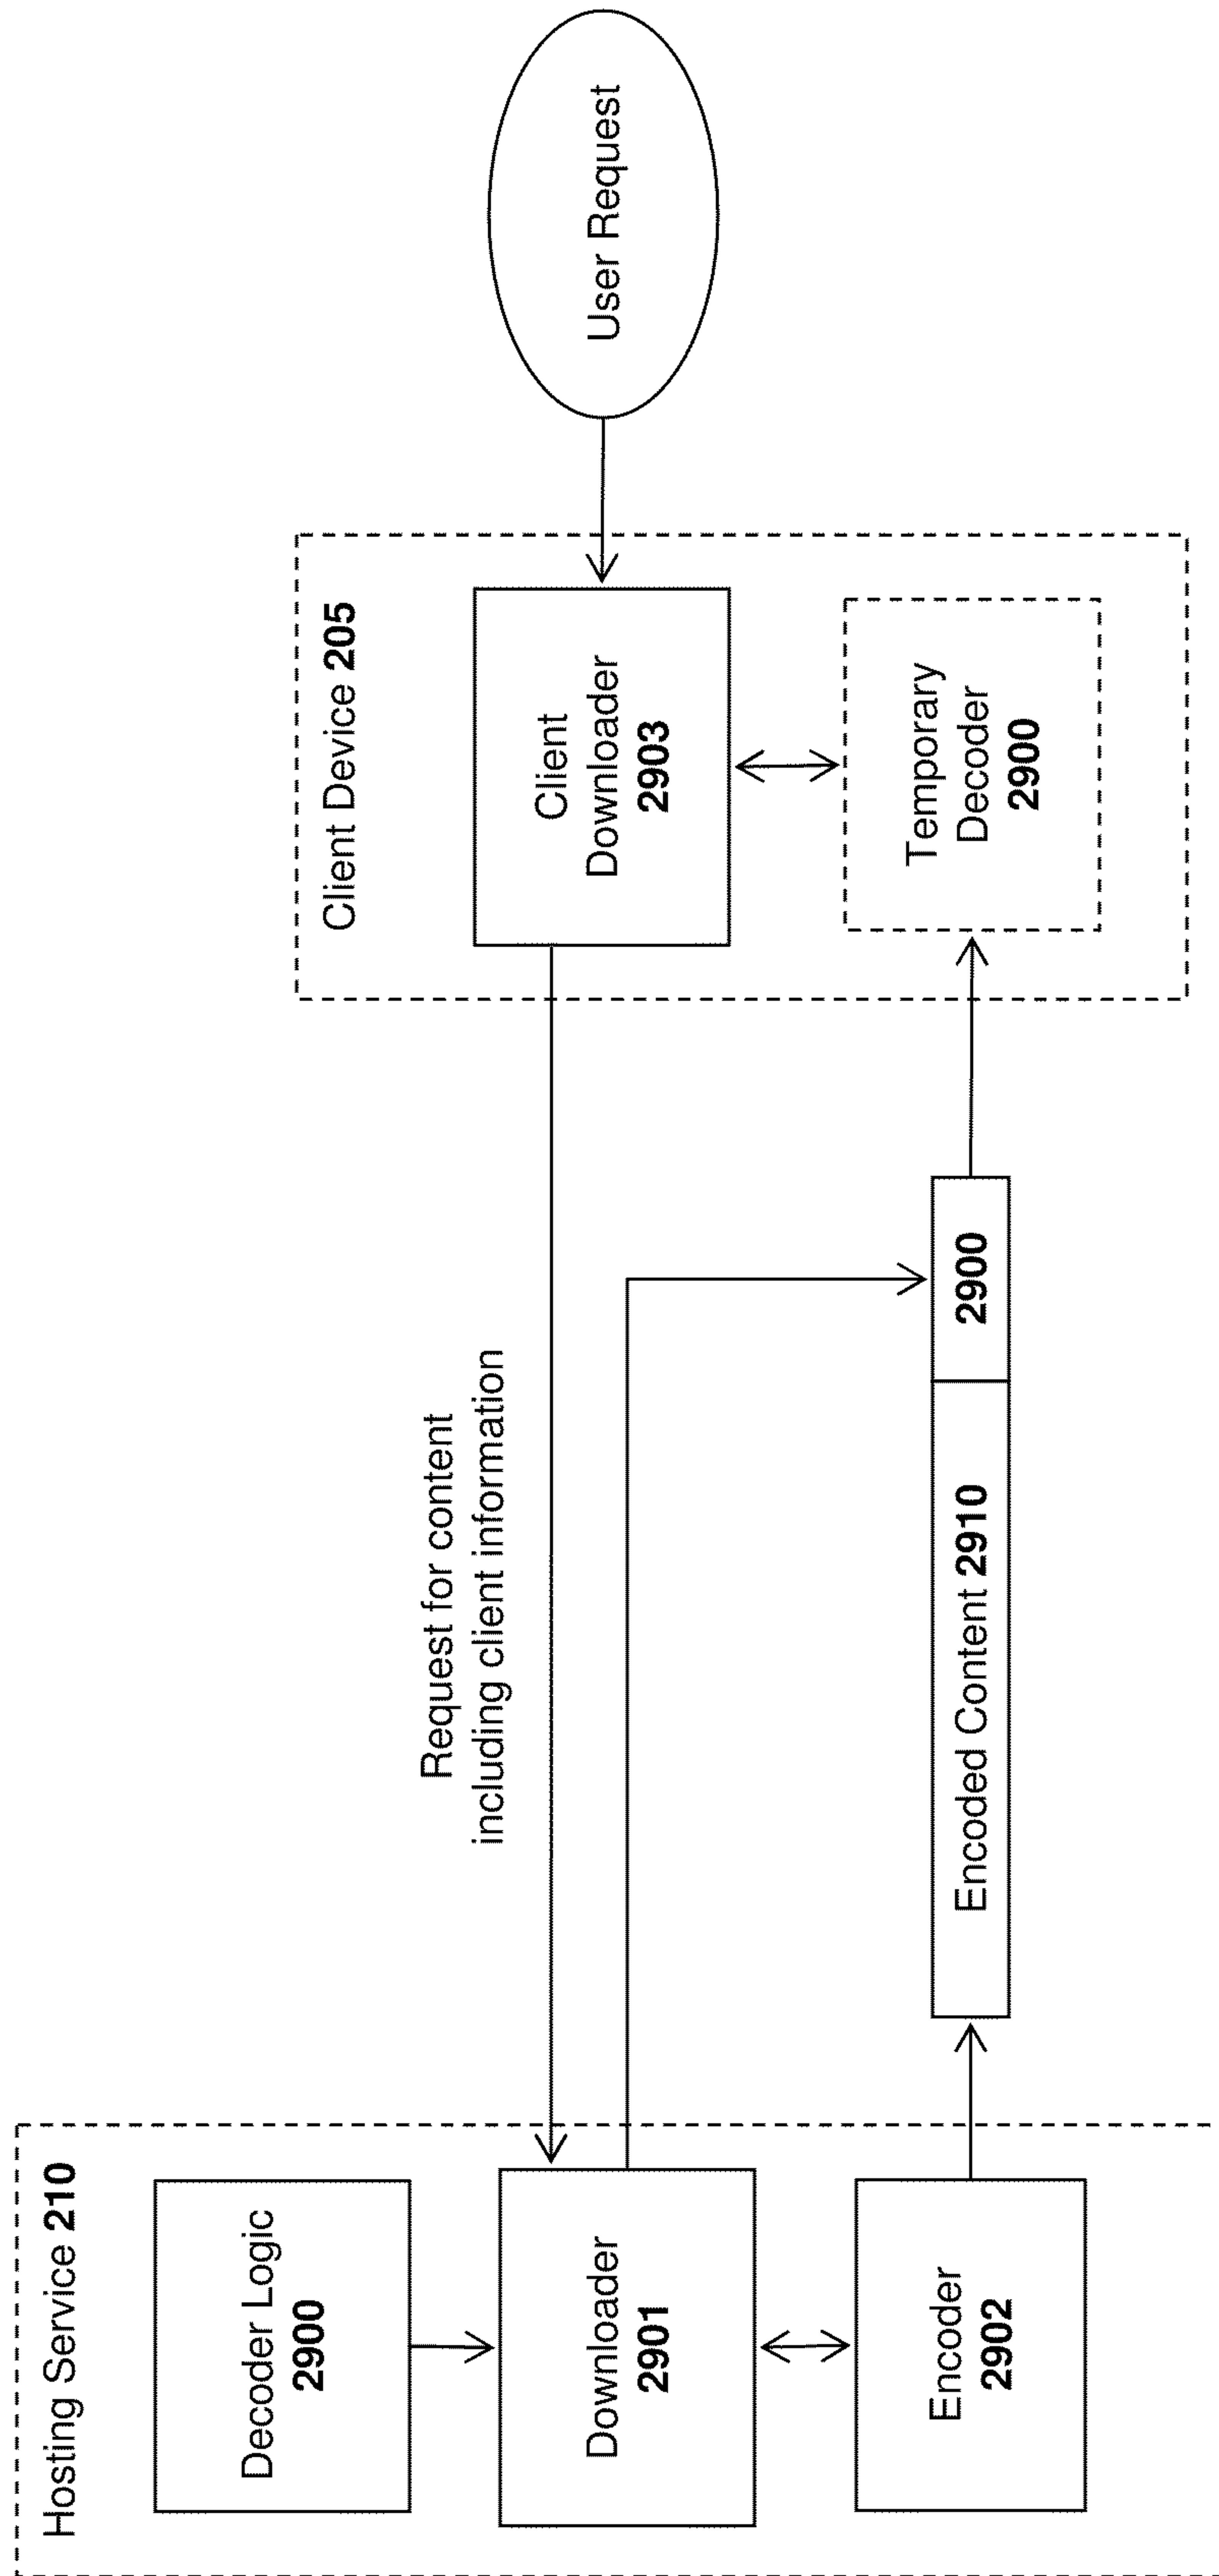 Hosting Service 210
Decoder Logic
2900
Downloader
2901
Encoder
2902
Request for content
including client information
Encoded Content 2910
2900
Client Device 205
Client
Downloader
2903
Temporary
Decoder
2900
User Request